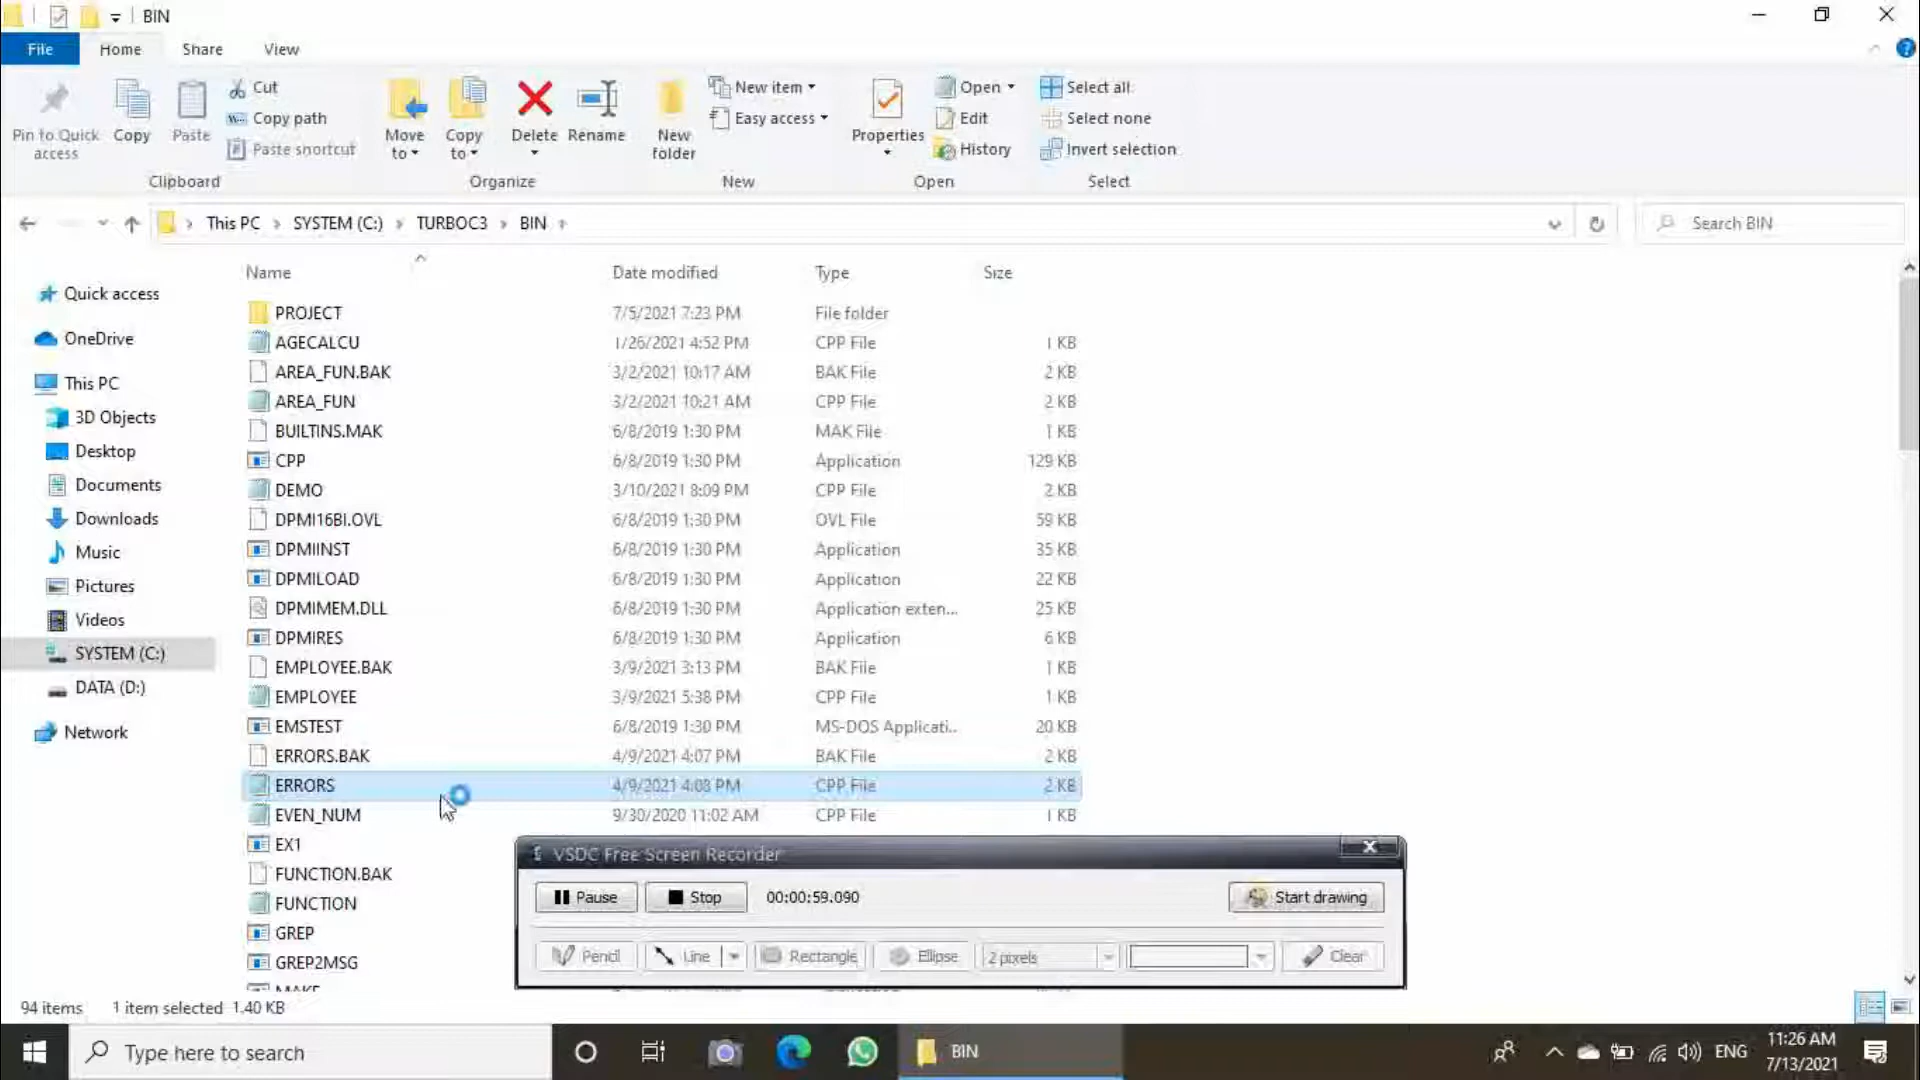 BIN
File Home Share View
Pin to Quick access
Copy
Paste
Cut
Copy path
Paste shortcut
Move to
Copy to
Delete
Rename
New folder
New item
Easy access
Properties
Open
Edit
History
Select all
Select none
Invert selection
Clipboard Organize New Open Select
This PC SYSTEM (C:) TURBOC3 BIN
Search BIN
Quick access
OneDrive
This PC
3D Objects
Desktop
Documents
Downloads
Music
Pictures
Videos
SYSTEM (C:)
DATA (D:)
Network
Name Date modified Type Size
PROJECT 7/5/2021 7:23 PM File folder
AGECALCU 1/26/2021 4:52 PM CPP File 1 KB
AREA_FUN.BAK 3/2/2021 10:17 AM BAK File 2 KB
AREA_FUN 3/2/2021 10:21 AM CPP File 2 KB
BUILTINS.MAK 6/8/2019 1:30 PM MAK File 1 KB
CPP 6/8/2019 1:30 PM Application 129 KB
DEMO 3/10/2021 8:09 PM CPP File 2 KB
DPMI16BI.OVL 6/8/2019 1:30 PM OVL File 59 KB
DPMIINST 6/8/2019 1:30 PM Application 35 KB
DPMILOAD 6/8/2019 1:30 PM Application 22 KB
DPMIMEM.DLL 6/8/2019 1:30 PM Application exten... 25 KB
DPMIRES 6/8/2019 1:30 PM Application 6 KB
EMPLOYEE.BAK 3/9/2021 3:13 PM BAK File 1 KB
EMPLOYEE 3/9/2021 5:38 PM CPP File 1 KB
EMSTEST 6/8/2019 1:30 PM MS-DOS Applicati... 20 KB
ERRORS.BAK 4/9/2021 4:07 PM BAK File 2 KB
ERRORS 4/9/2021 4:08 PM CPP File 2 KB
EVEN_NUM 9/30/2020 11:02 AM CPP File 1 KB
EX1
FUNCTION.BAK
FUNCTION
GREP
GREP2MSG
VSDC Free Screen Recorder
Pause Stop 00:00:59.090 Start drawing
Pencil Line Rectangle Ellipse 2 pixels Clear
94 items 1 item selected 1.40 KB
Type here to search
BIN
ENG
11:26 AM
7/13/2021